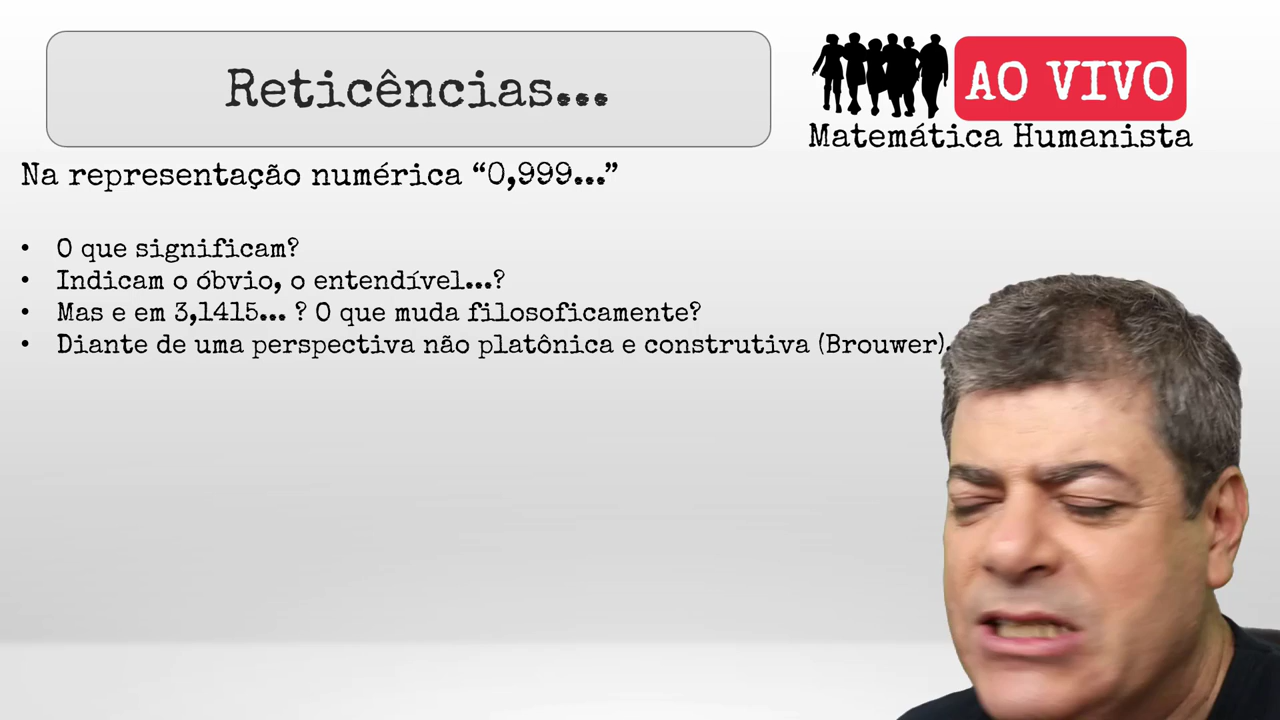 Reticências...
AO VIVO
Matemática Humanista
Na representação numérica “0,999...”
• O que significam?
• Indicam o óbvio, o entendível...?
• Mas e em 3,1415... ? O que muda filosoficamente?
• Diante de uma perspectiva não platônica e construtiva (Brouwer).